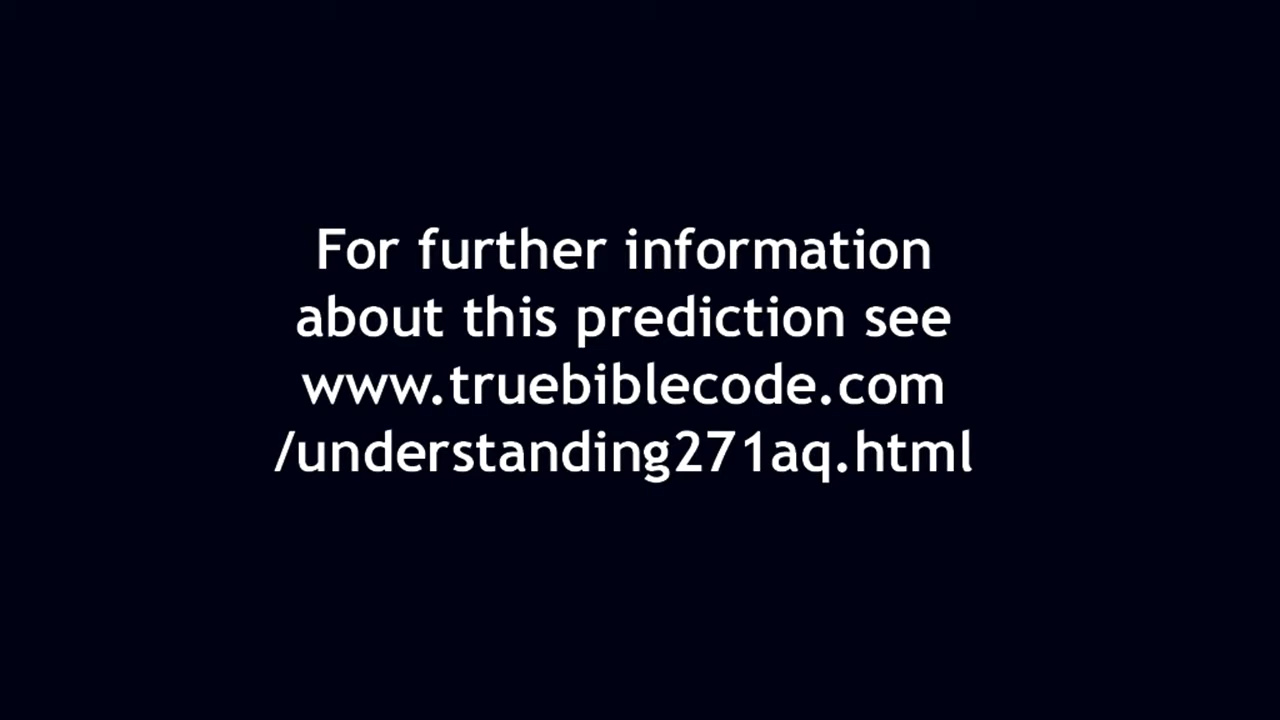 For further information
about this prediction see
www.truebiblecode.com
/understanding271aq.html